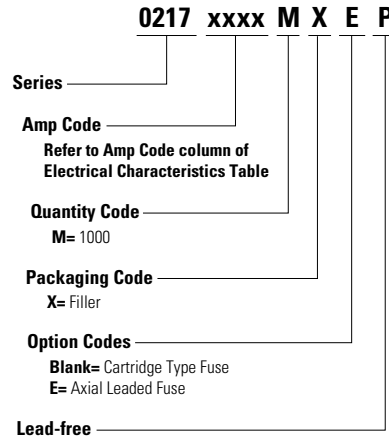 0217 xxxx M X E P
Series
Amp Code
Refer to Amp Code column of
Electrical Characteristics Table
Quantity Code
M= 1000
Packaging Code
X= Filler
Option Codes
Blank= Cartridge Type Fuse
E= Axial Leaded Fuse
Lead-free